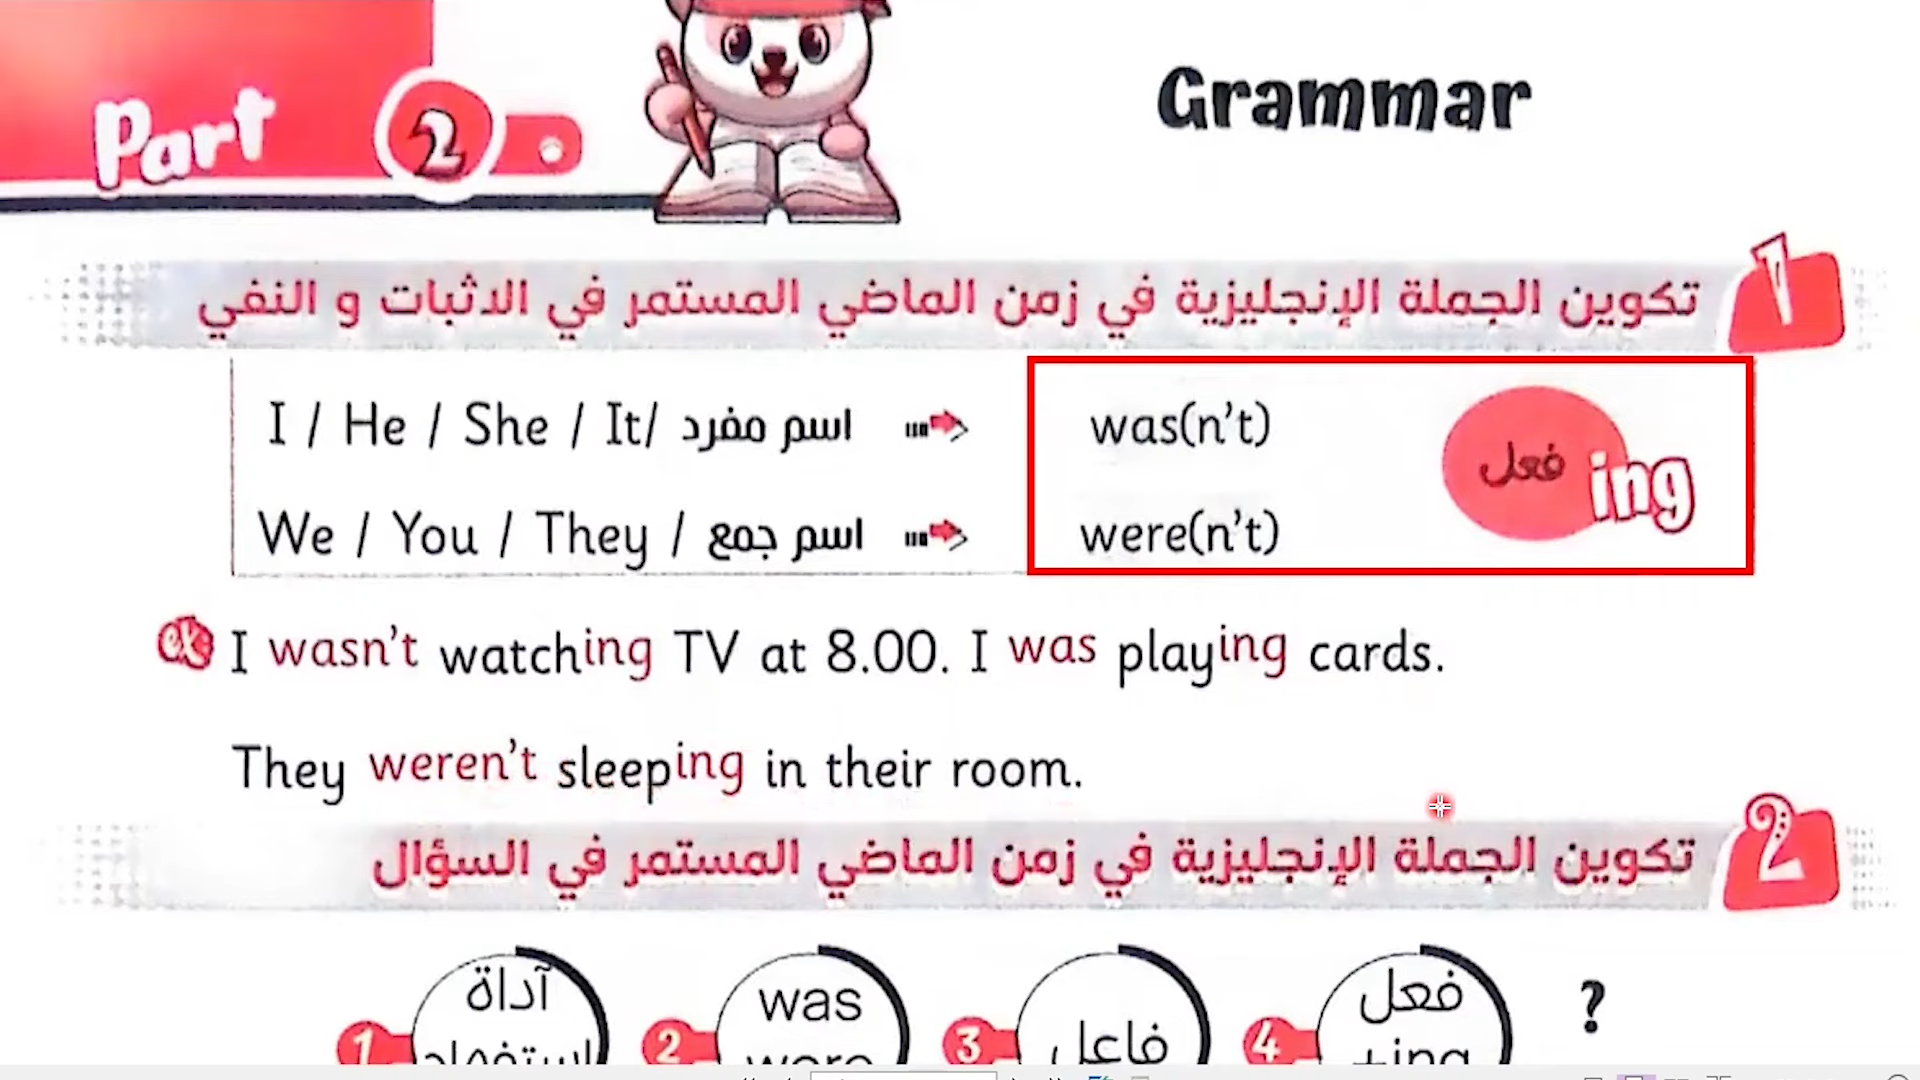 Part 2
Grammar
1 تكوين الجملة الإنجليزية في زمن الماضي المستمر في الاثبات و النفي
I / He / She / It/ اسم مفرد was(n't)
فعل ing
We / You / They / اسم جمع were(n't)
ex: I wasn't watching TV at 8.00. I was playing cards.
They weren't sleeping in their room.
2 تكوين الجملة الإنجليزية في زمن الماضي المستمر في السؤال
1 آداة استفهام 2 was were 3 فاعل 4 فعل +ing ?